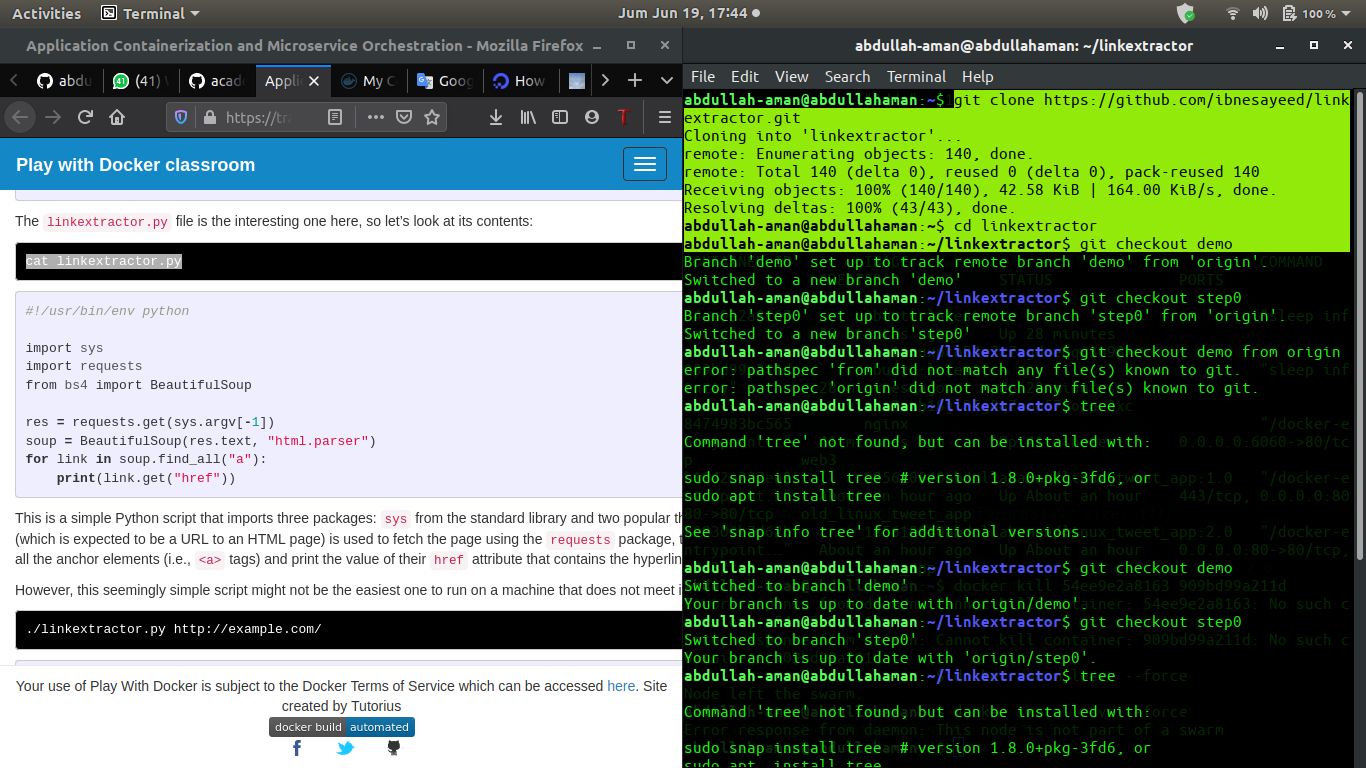 Activities
Terminal
Jum Jun 19, 17:44
100 %
Application Containerization and Microservice Orchestration - Mozilla Firefox
abdu
(41)
acade
Applic
My C
Goog
How
https://tr
Play with Docker classroom
The linkextractor.py file is the interesting one here, so let's look at its contents:
cat linkextractor.py
#!/usr/bin/env python
import sys
import requests
from bs4 import BeautifulSoup
res = requests.get(sys.argv[-1])
soup = BeautifulSoup(res.text, "html.parser")
for link in soup.find_all("a"):
    print(link.get("href"))
This is a simple Python script that imports three packages: sys from the standard library and two popular th
(which is expected to be a URL to an HTML page) is used to fetch the page using the requests package, t
all the anchor elements (i.e., <a> tags) and print the value of their href attribute that contains the hyperlin
However, this seemingly simple script might not be the easiest one to run on a machine that does not meet i
./linkextractor.py http://example.com/
Your use of Play With Docker is subject to the Docker Terms of Service which can be accessed here. Site
created by Tutorius
docker build automated
abdullah-aman@abdullahaman: ~/linkextractor
File Edit View Search Terminal Help
abdullah-aman@abdullahaman:~$ git clone https://github.com/ibnesayeed/link
extractor.git
Cloning into 'linkextractor'...
remote: Enumerating objects: 140, done.
remote: Total 140 (delta 0), reused 0 (delta 0), pack-reused 140
Receiving objects: 100% (140/140), 42.58 KiB | 164.00 KiB/s, done.
Resolving deltas: 100% (43/43), done.
abdullah-aman@abdullahaman:~$ cd linkextractor
abdullah-aman@abdullahaman:~/linkextractor$ git checkout demo
Branch 'demo' set up to track remote branch 'demo' from 'origin'.
Switched to a new branch 'demo'
abdullah-aman@abdullahaman:~/linkextractor$ git checkout step0
Branch 'step0' set up to track remote branch 'step0' from 'origin'.
Switched to a new branch 'step0'
abdullah-aman@abdullahaman:~/linkextractor$ git checkout demo from origin
error: pathspec 'from' did not match any file(s) known to git.
error: pathspec 'origin' did not match any file(s) known to git.
abdullah-aman@abdullahaman:~/linkextractor$ tree
Command 'tree' not found, but can be installed with:
sudo snap install tree  # version 1.8.0+pkg-3fd6, or
sudo apt  install tree
See 'snap info tree' for additional versions.
abdullah-aman@abdullahaman:~/linkextractor$ git checkout demo
Switched to branch 'demo'
Your branch is up to date with 'origin/demo'.
abdullah-aman@abdullahaman:~/linkextractor$ git checkout step0
Switched to branch 'step0'
Your branch is up to date with 'origin/step0'.
abdullah-aman@abdullahaman:~/linkextractor$ tree
Command 'tree' not found, but can be installed with:
sudo snap install tree  # version 1.8.0+pkg-3fd6, or
sudo apt  install tree